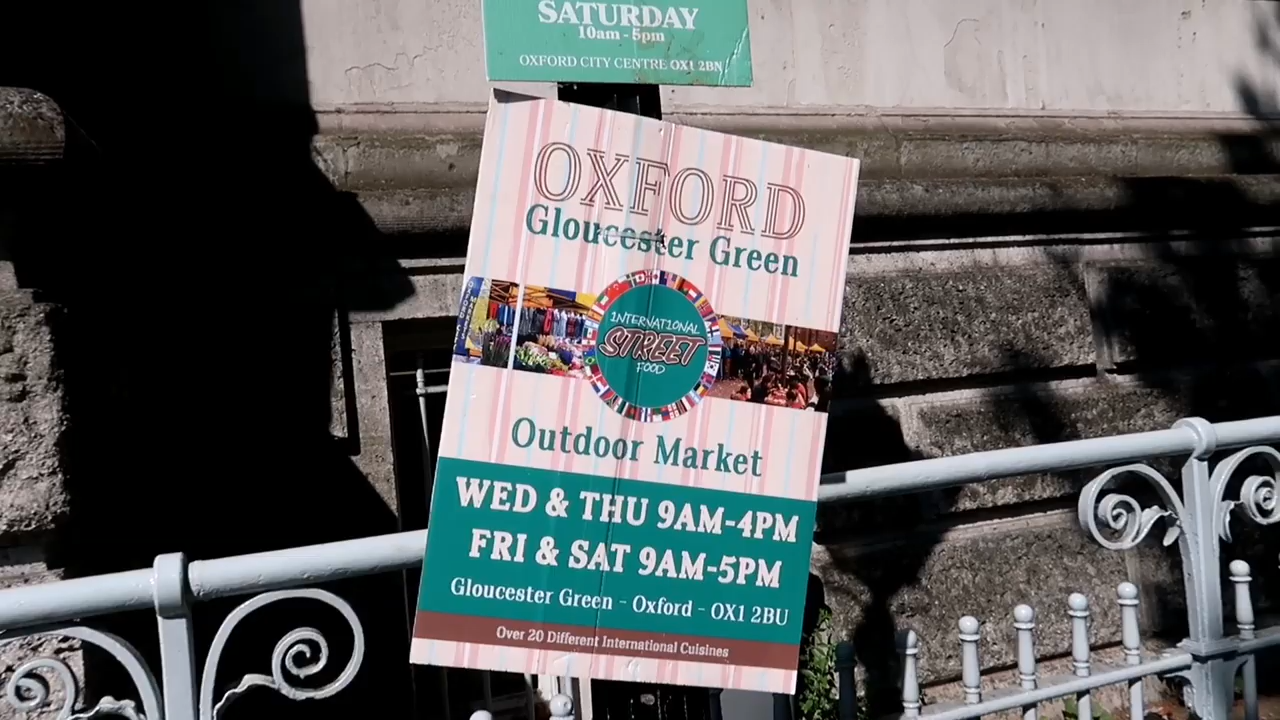 SATURDAY
10am - 5pm
OXFORD CITY CENTRE OX1 2BN
OXFORD
Gloucester Green
INTERNATIONAL
STREET
FOOD
Outdoor Market
WED & THU 9AM-4PM
FRI & SAT 9AM-5PM
Gloucester Green - Oxford - OX1 2BU
Over 20 Different International Cuisines